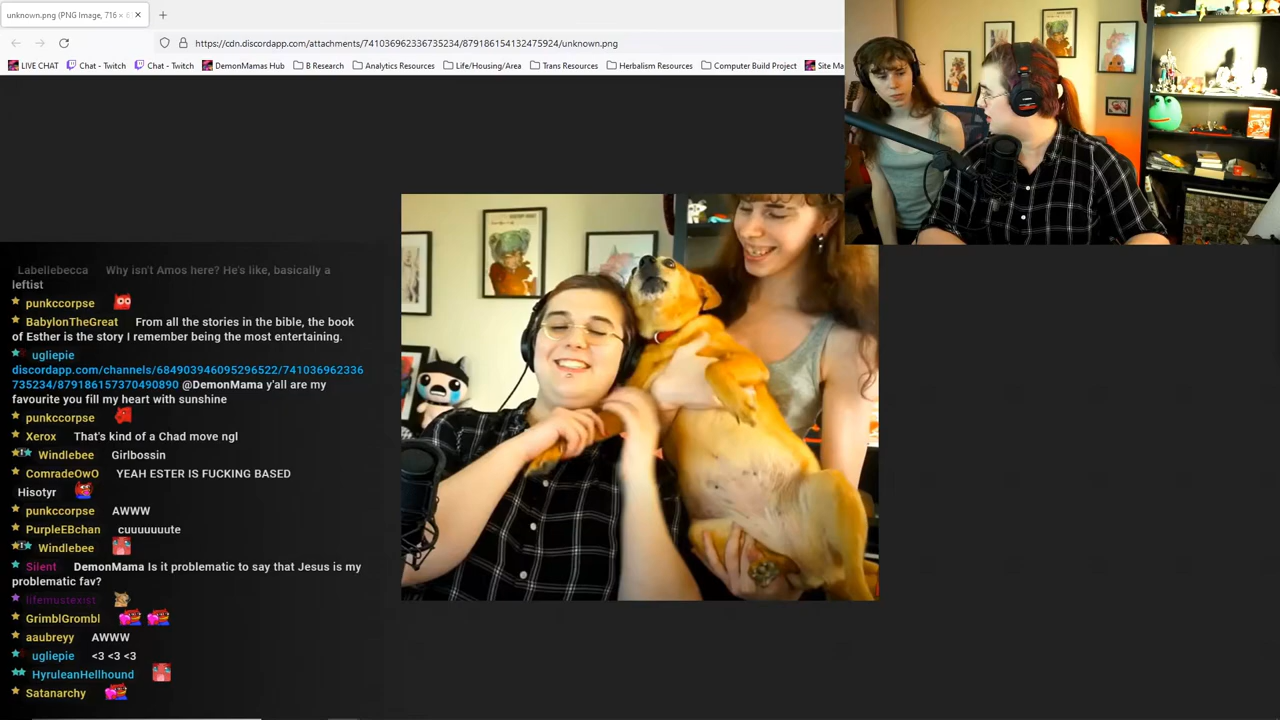 unknown.png (PNG Image, 716 ×
https://cdn.discordapp.com/attachments/741036962336735234/879186154132475924/unknown.png
LIVE CHAT Chat - Twitch Chat - Twitch DemonMamas Hub B Research Analytics Resources Life/Housing/Area Trans Resources Herbalism Resources Computer Build Project Site Ma
Labellebecca Why isn't Amos here? He's like, basically a
leftist
punkccorpse
BabylonTheGreat From all the stories in the bible, the book
of Esther is the story I remember being the most entertaining.
ugliepie
discordapp.com/channels/684903946095296522/741036962336
735234/879186157370490890 @DemonMama y'all are my
favourite you fill my heart with sunshine
punkccorpse
Xerox That's kind of a Chad move ngl
Windlebee Girlbossin
ComradeOwO YEAH ESTER IS FUCKING BASED
Hisotyr
punkccorpse AWWW
PurpleEBchan cuuuuuuute
Windlebee
Silent DemonMama Is it problematic to say that Jesus is my
problematic fav?
lifemustexist
GrimblGrombl
aaubreyy AWWW
ugliepie <3 <3 <3
HyruleanHellhound
Satanarchy